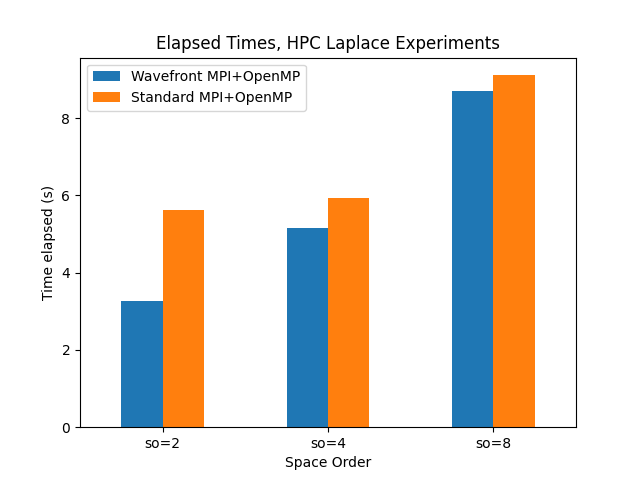 Elapsed Times, HPC Laplace Experiments
Wavefront MPI+OpenMP
Standard MPI+OpenMP
Time elapsed (s)
8
6
4
2
0
so=2
so=4
so=8
Space Order